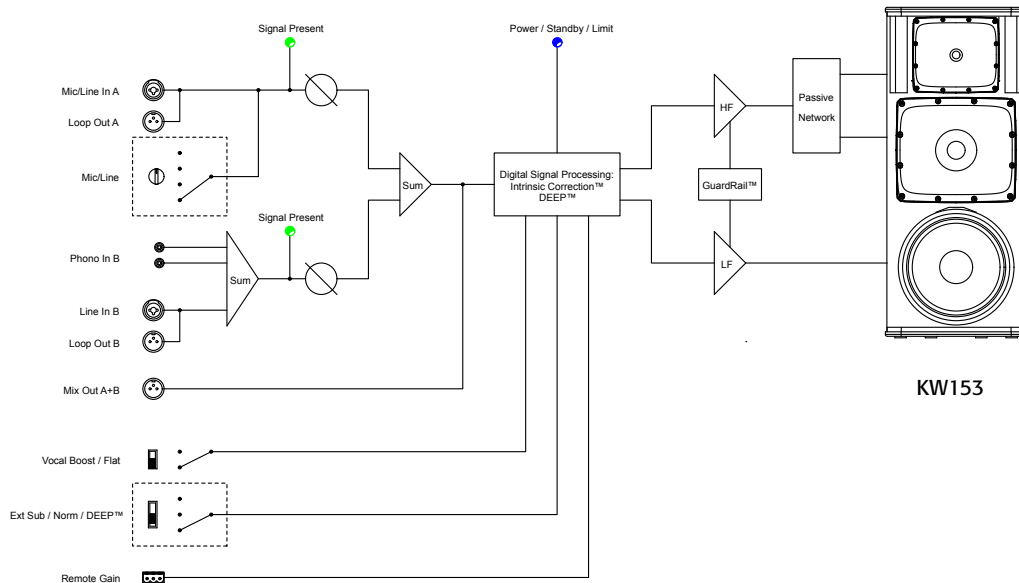 Signal Present
Power / Standby / Limit
Mic/Line In A
Loop Out A
Mic/Line
Signal Present
Phono In B
Line In B
Loop Out B
Mix Out A+B
Vocal Boost / Flat
Ext Sub / Norm / DEEP™
Remote Gain
Sum
Sum
Digital Signal Processing:
Intrinsic Correction™
DEEP™
HF
GuardRail™
LF
Passive
Network
KW153